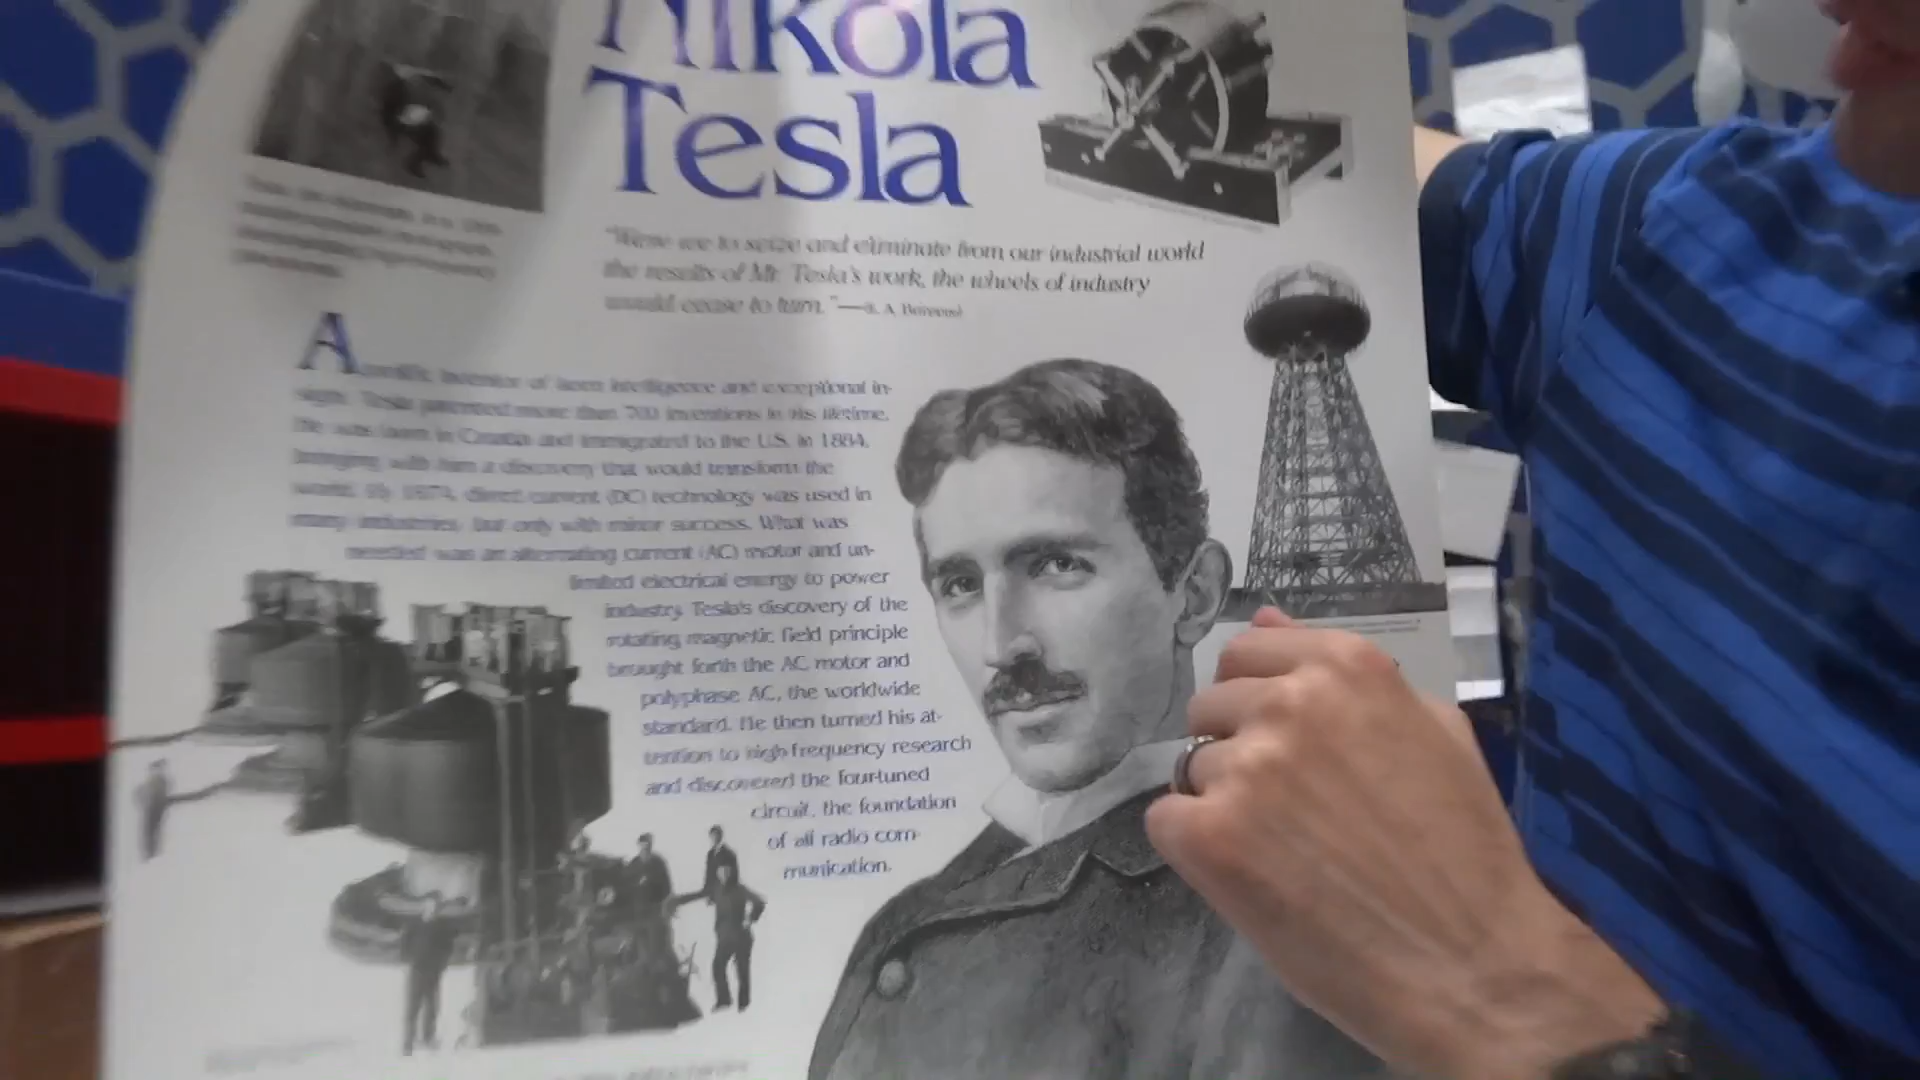 Nikola
Tesla
"Were we to seize and eliminate from our industrial world
the results of Mr. Tesla's work, the wheels of industry
would cease to turn."—B. A.
A prolific inventor of keen intelligence and exceptional in-
sight, Tesla patented more than 700 inventions in his lifetime.
He was born in Croatia and immigrated to the U.S. in 1884,
bringing with him a discovery that would transform the
world. By direct current (DC) technology was used in
many industries, but only with minor success. What was
needed was an alternating current (AC) motor and un-
limited electrical energy to power
industry. Tesla's discovery of the
rotating magnetic field principle
brought forth the AC motor and
polyphase AC, the worldwide
standard. He then turned his at-
tention to high frequency research
and discovered the four-tuned
circuit, the foundation
of all radio com-
munication.